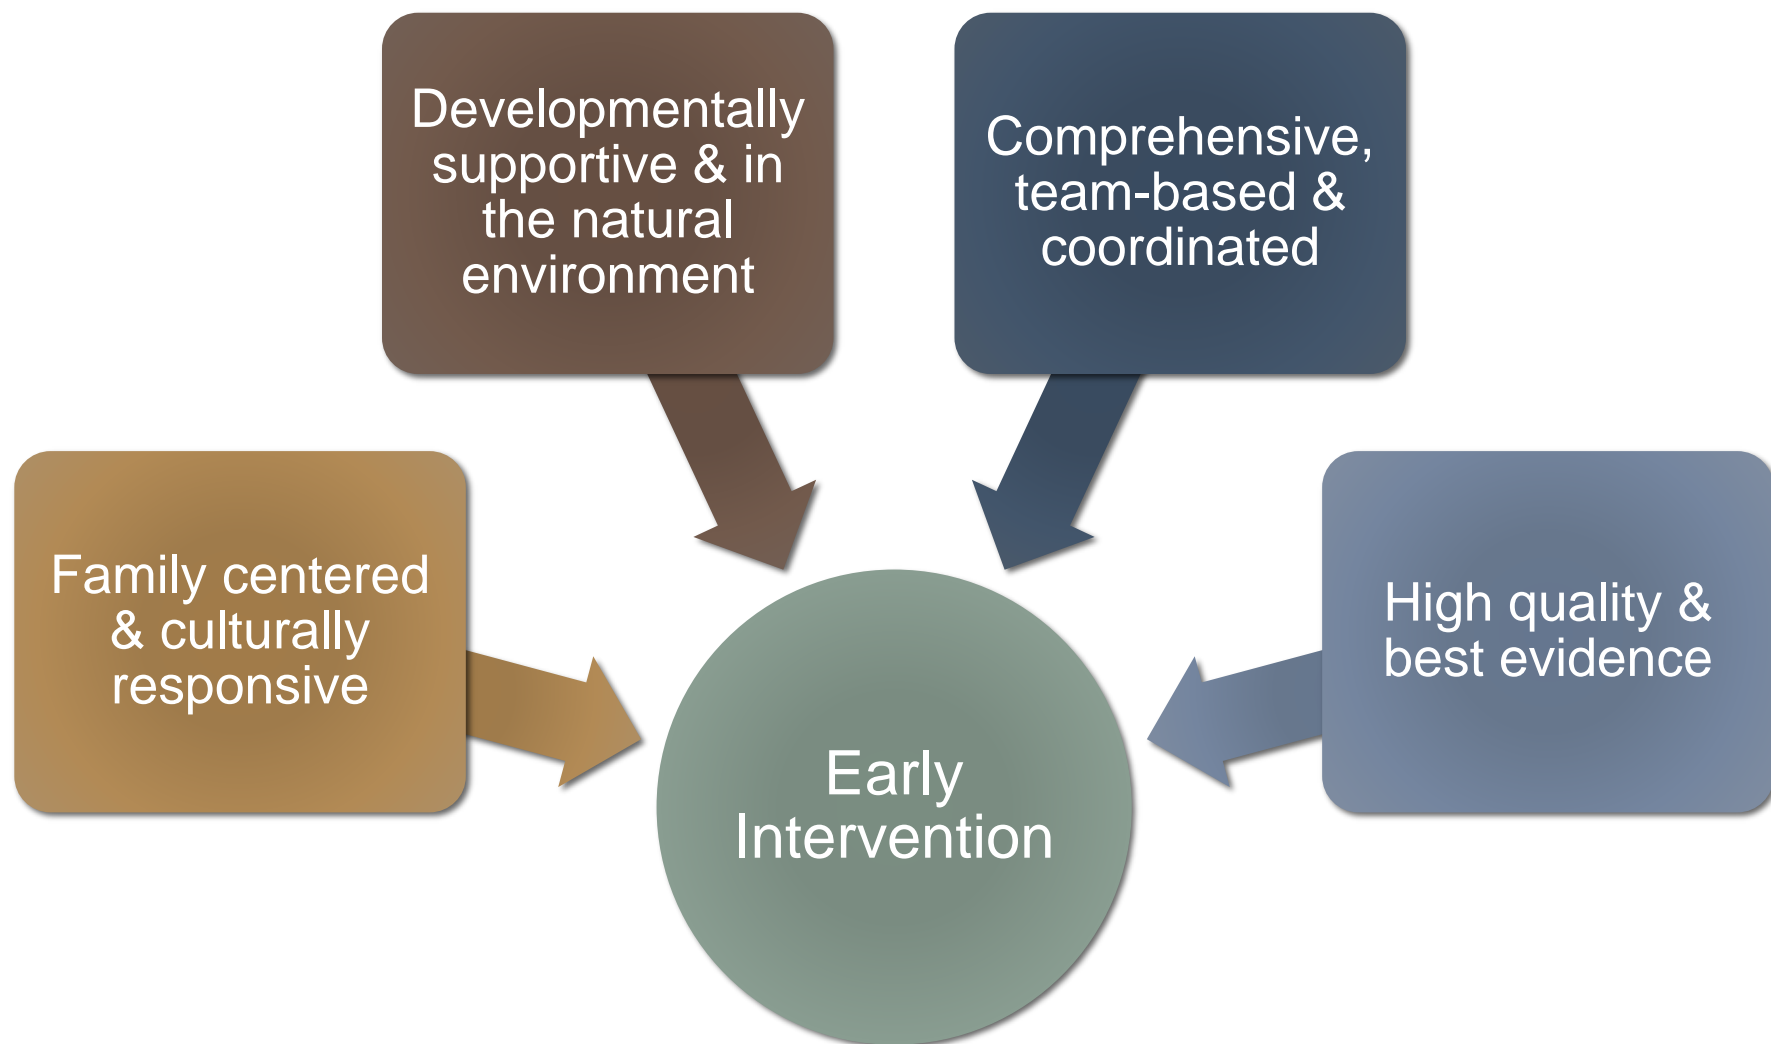 Developmentally
supportive & in
the natural
environment
Comprehensive,
team-based &
coordinated
Family centered
& culturally
responsive
High quality &
best evidence
Early
Intervention